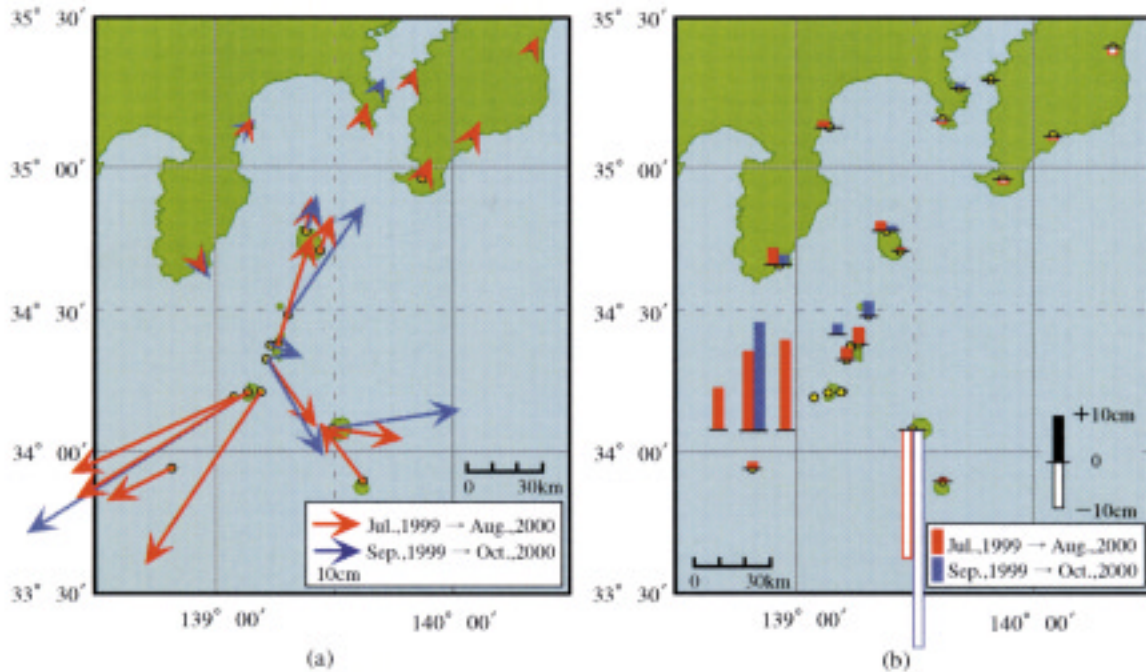 35° 30′
35° 00′
34° 30′
34° 00′
33° 30′
139° 00′
140° 00′
0 30km
Jul.,1999 → Aug.,2000
Sep.,1999 → Oct.,2000
10cm
(a)
35° 30′
35° 00′
34° 30′
34° 00′
33° 30′
139° 00′
140° 00′
+10cm
0
−10cm
Jul.,1999 → Aug.,2000
Sep.,1999 → Oct.,2000
0 30km
(b)